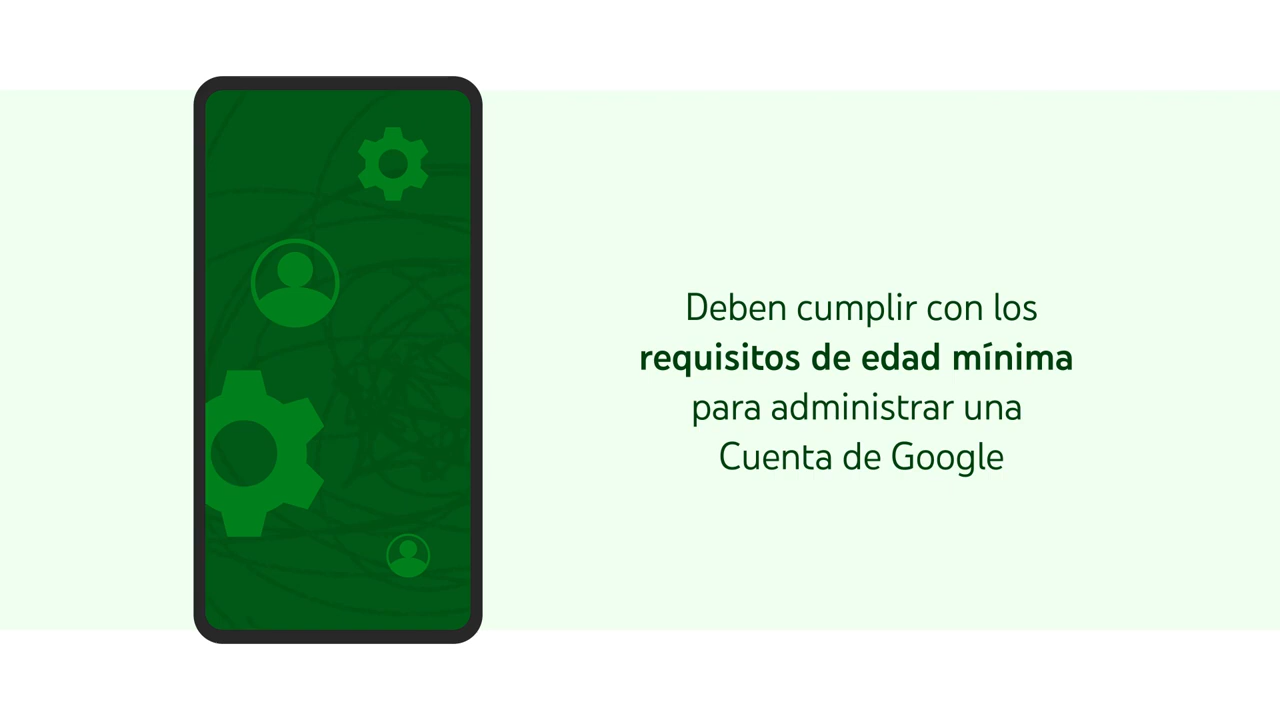 Deben cumplir con los
requisitos de edad mínima
para administrar una
Cuenta de Google